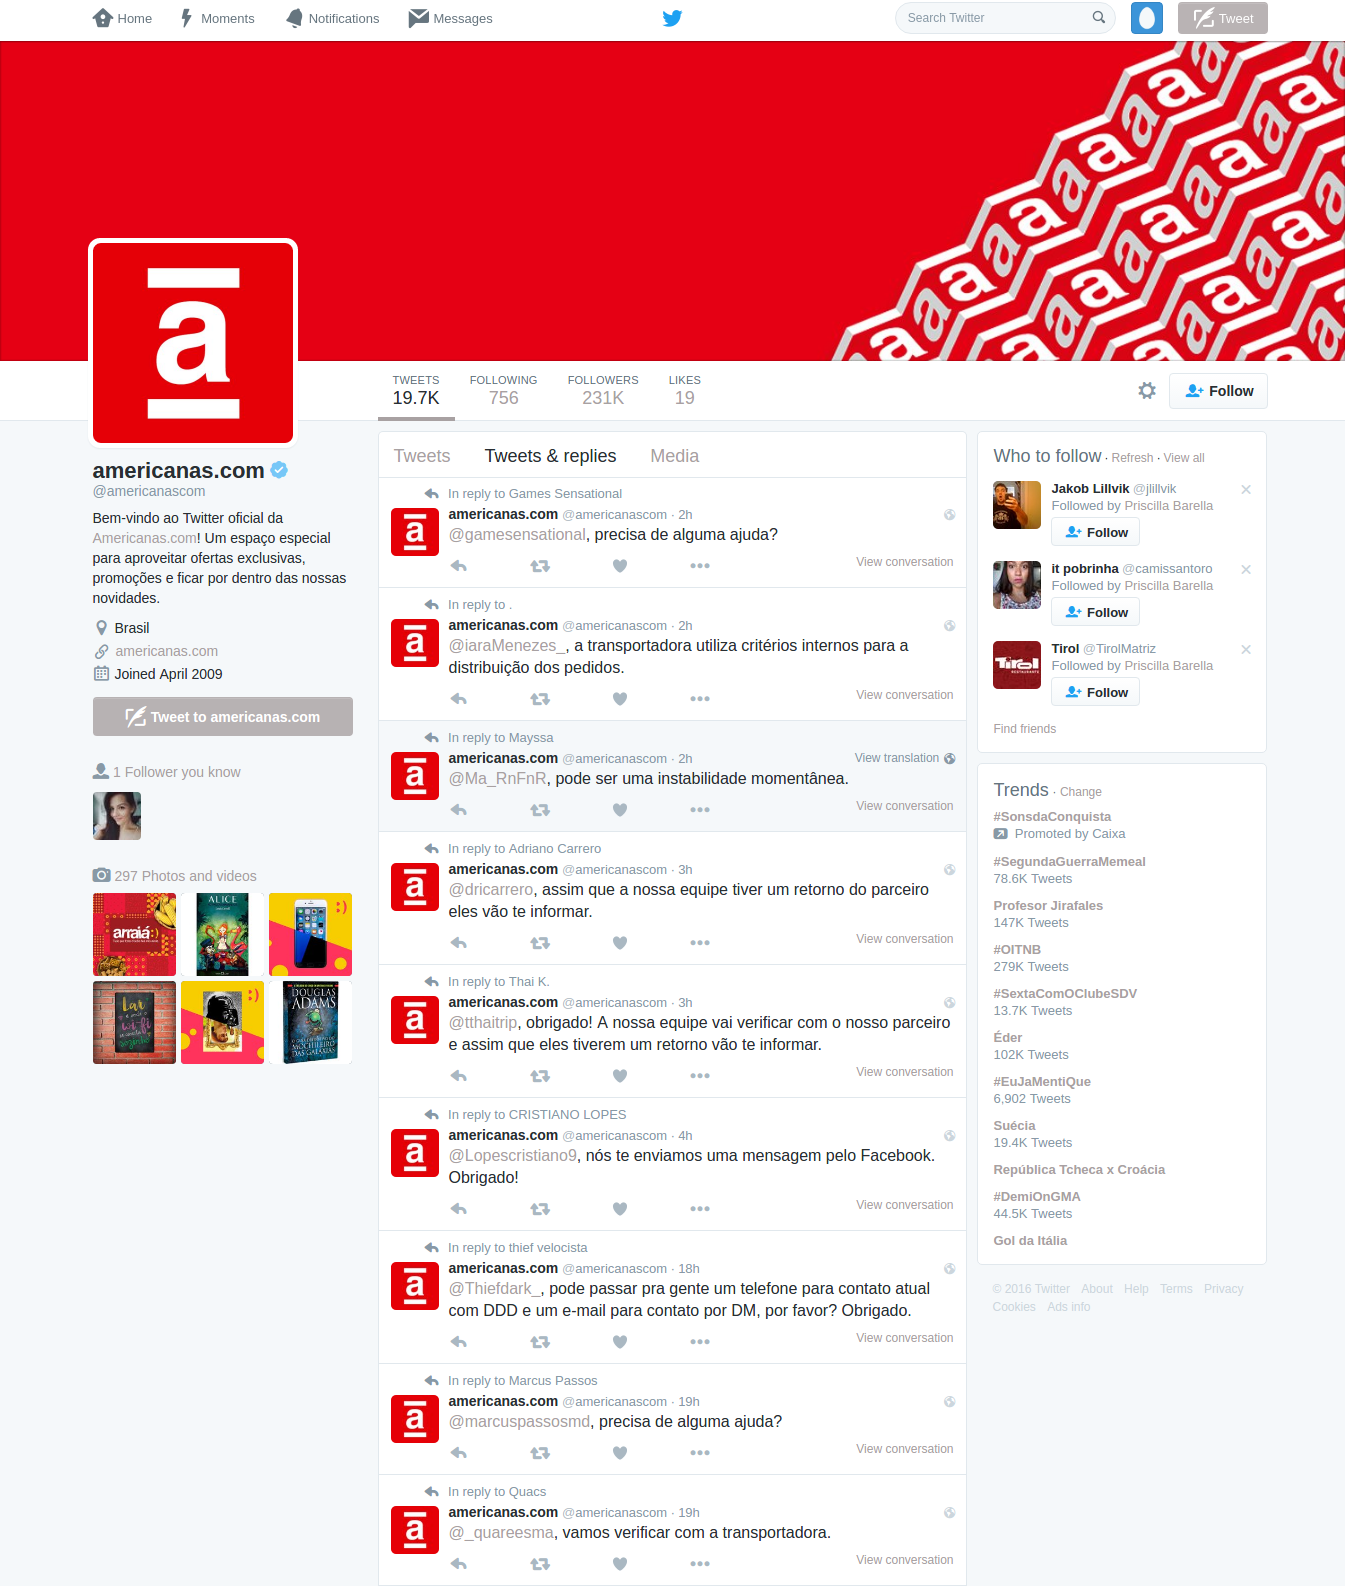 Home
Moments
Notifications
Messages
Search Twitter
Tweet
a
TWEETS
19.7K
FOLLOWING
756
FOLLOWERS
231K
LIKES
19
Follow
americanas.com
@americanascom
Bem-vindo ao Twitter oficial da
Americanas.com! Um espaço especial
para aproveitar ofertas exclusivas,
promoções e ficar por dentro das nossas
novidades.
Brasil
americanas.com
Joined April 2009
Tweet to americanas.com
1 Follower you know
297 Photos and videos
arraiá:)
ALICE
:)
Lar
:)
DOUGLAS
ADAMS
MOCHILEIRO
DAS GALÁXIAS
Tweets
Tweets & replies
Media
In reply to Games Sensational
americanas.com @americanascom · 2h
@gamesensational, precisa de alguma ajuda?
View conversation
In reply to .
americanas.com @americanascom · 2h
@iaraMenezes_, a transportadora utiliza critérios internos para a
distribuição dos pedidos.
View conversation
In reply to Mayssa
americanas.com @americanascom · 2h
View translation
@Ma_RnFnR, pode ser uma instabilidade momentânea.
View conversation
In reply to Adriano Carrero
americanas.com @americanascom · 3h
@dricarrero, assim que a nossa equipe tiver um retorno do parceiro
eles vão te informar.
View conversation
In reply to Thai K.
americanas.com @americanascom · 3h
@tthaitrip, obrigado! A nossa equipe vai verificar com o nosso parceiro
e assim que eles tiverem um retorno vão te informar.
View conversation
In reply to CRISTIANO LOPES
americanas.com @americanascom · 4h
@Lopescristiano9, nós te enviamos uma mensagem pelo Facebook.
Obrigado!
View conversation
In reply to thief velocista
americanas.com @americanascom · 18h
@Thiefdark_, pode passar pra gente um telefone para contato atual
com DDD e um e-mail para contato por DM, por favor? Obrigado.
View conversation
In reply to Marcus Passos
americanas.com @americanascom · 19h
@marcuspassosmd, precisa de alguma ajuda?
View conversation
In reply to Quacs
americanas.com @americanascom · 19h
@_quareesma, vamos verificar com a transportadora.
View conversation
Who to follow · Refresh · View all
Jakob Lillvik @jlillvik
Followed by Priscilla Barella
Follow
it pobrinha @camissantoro
Followed by Priscilla Barella
Follow
Tirol
Tirol @TirolMatriz
Followed by Priscilla Barella
Follow
Find friends
Trends · Change
#SonsdaConquista
Promoted by Caixa
#SegundaGuerraMemeal
78.6K Tweets
Profesor Jirafales
147K Tweets
#OITNB
279K Tweets
#SextaComOClubeSDV
13.7K Tweets
Éder
102K Tweets
#EuJaMentiQue
6,902 Tweets
Suécia
19.4K Tweets
República Tcheca x Croácia
#DemiOnGMA
44.5K Tweets
Gol da Itália
© 2016 Twitter About Help Terms Privacy
Cookies Ads info